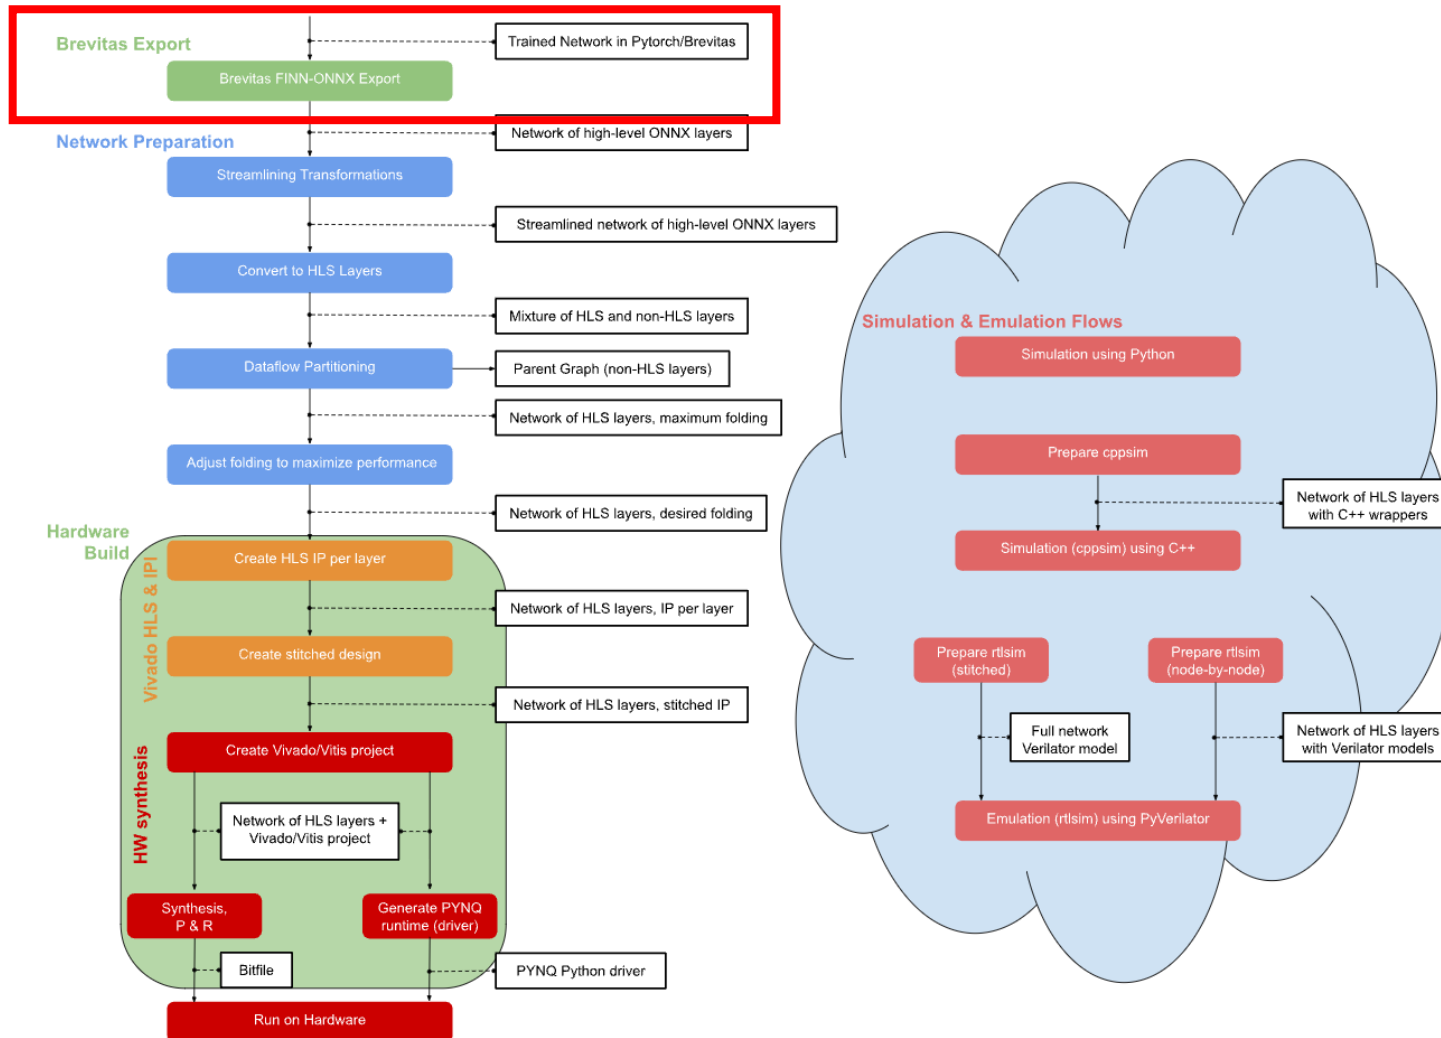 Brevitas Export
Trained Network in Pytorch/Brevitas
Brevitas FINN-ONNX Export
Network of high-level ONNX layers
Network Preparation
Streamlining Transformations
Streamlined network of high-level ONNX layers
Convert to HLS Layers
Mixture of HLS and non-HLS layers
Dataflow Partitioning
Parent Graph (non-HLS layers)
Network of HLS layers, maximum folding
Adjust folding to maximize performance
Network of HLS layers, desired folding
Hardware
Build
Vivado HLS & IPI
Create HLS IP per layer
Network of HLS layers, IP per layer
Create stitched design
Network of HLS layers, stitched IP
HW synthesis
Create Vivado/Vitis project
Network of HLS layers +
Vivado/Vitis project
Synthesis,
P & R
Generate PYNQ
runtime (driver)
Bitfile
PYNQ Python driver
Run on Hardware
Simulation & Emulation Flows
Simulation using Python
Prepare cppsim
Network of HLS layers
with C++ wrappers
Simulation (cppsim) using C++
Prepare rtlsim
(stitched)
Prepare rtlsim
(node-by-node)
Full network
Verilator model
Network of HLS layers
with Verilator models
Emulation (rtlsim) using PyVerilator